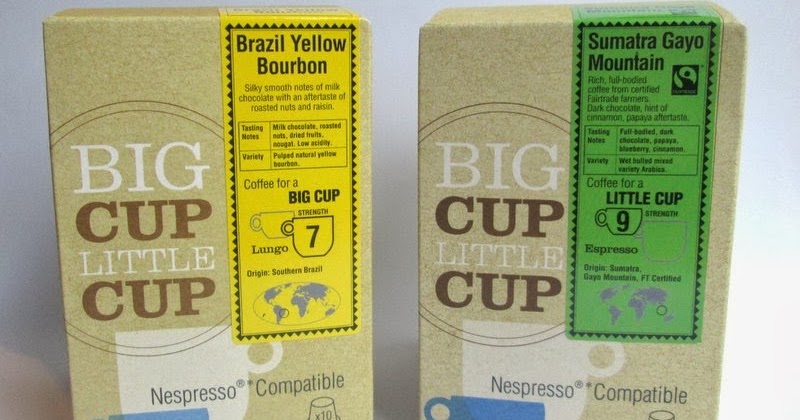 Brazil Yellow
Bourbon
Silky smooth notes of milk
chocolate with an aftertaste of
roasted nuts and raisin.
Tasting Notes
Milk chocolate, roasted
nuts, dried fruits,
nougat. Low acidity.
Variety
Pulped natural yellow
bourbon.
Coffee for a
BIG CUP
STRENGTH
7
Lungo
Origin: Southern Brazil
BIG
CUP
LITTLE
CUP
Nespresso®* Compatible
x10
Sumatra Gayo
Mountain
Rich, full-bodied
coffee from certified
Fairtrade farmers.
Dark chocolate, hint of
cinnamon, papaya aftertaste.
Tasting Notes
Full-bodied, dark
chocolate, papaya,
blueberry, cinnamon.
Variety
Wet hulled mixed
variety Arabica.
Coffee for a
LITTLE CUP
9
STRENGTH
Espresso
Origin: Sumatra,
Gayo Mountain, FT Certified
BIG
CUP
LITTLE
CUP
Nespresso®* Compatible